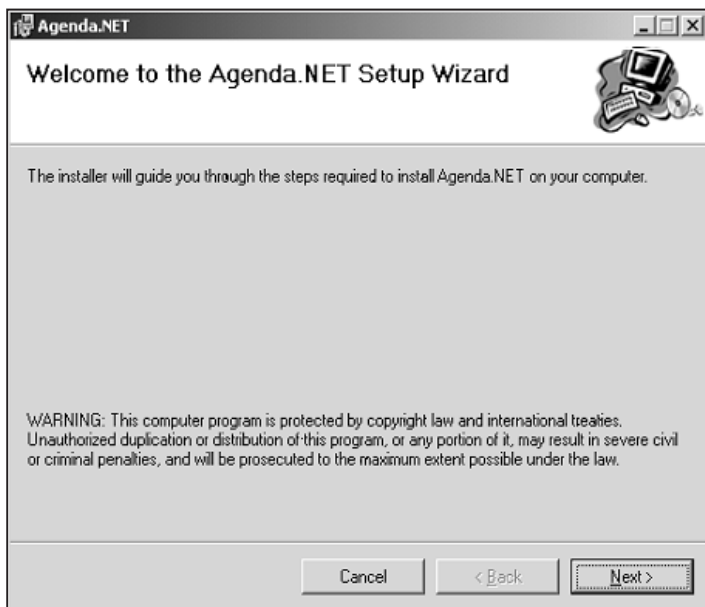 Agenda.NET
Welcome to the Agenda.NET Setup Wizard
The installer will guide you through the steps required to install Agenda.NET on your computer.
WARNING: This computer program is protected by copyright law and international treaties.
Unauthorized duplication or distribution of this program, or any portion of it, may result in severe civil
or criminal penalties, and will be prosecuted to the maximum extent possible under the law.
Cancel
< Back
Next >